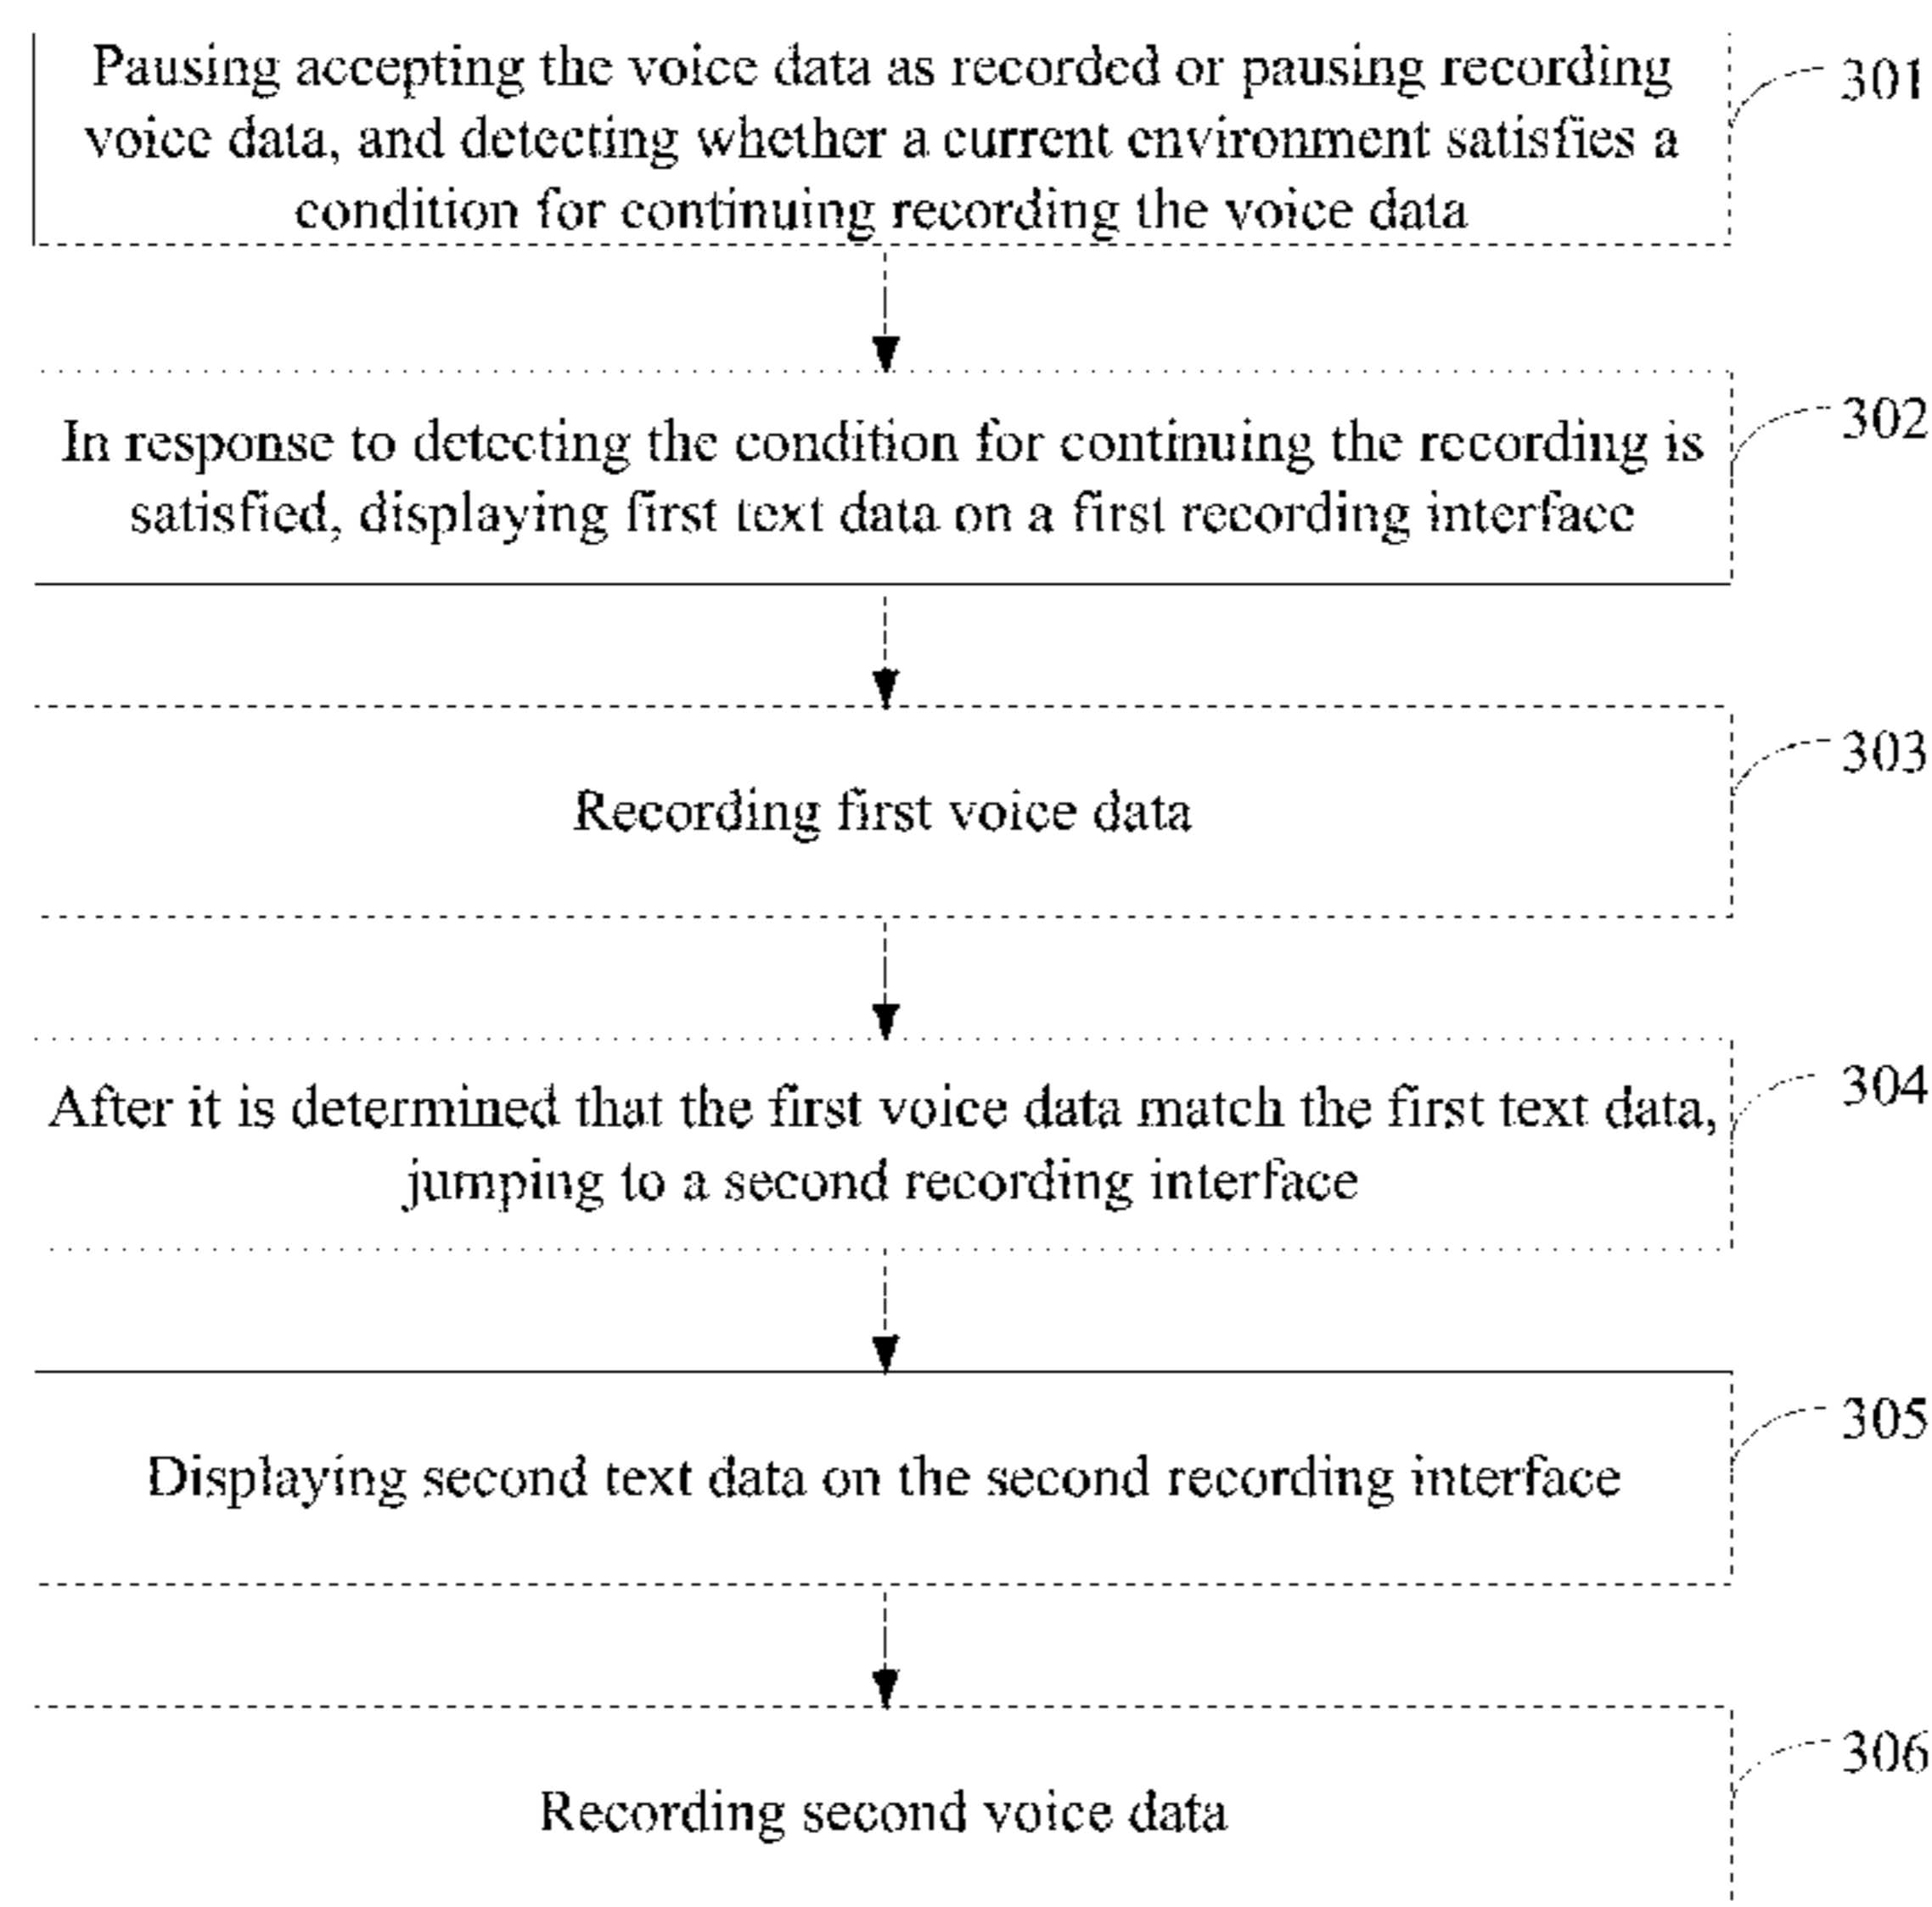 Pausing accepting the voice data as recorded or pausing recording
voice data, and detecting whether a current environment satisfies a
condition for continuing recording the voice data
301
In response to detecting the condition for continuing the recording is
satisfied, displaying first text data on a first recording interface
302
Recording first voice data
303
After it is determined that the first voice data match the first text data,
jumping to a second recording interface
304
Displaying second text data on the second recording interface
305
Recording second voice data
306